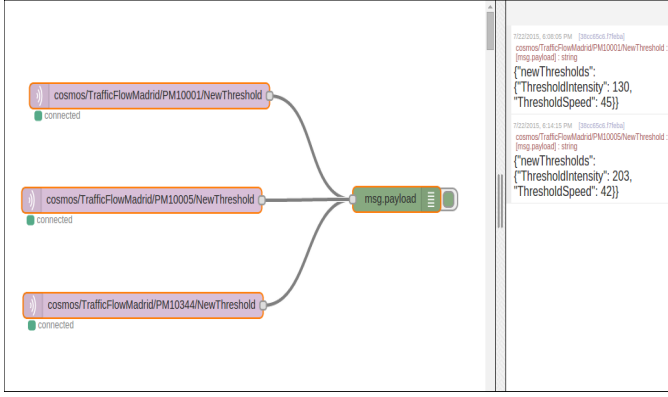 cosmos/TrafficFlowMadrid/PM10001/NewThreshold
connected
cosmos/TrafficFlowMadrid/PM10005/NewThreshold
connected
cosmos/TrafficFlowMadrid/PM10344/NewThreshold
connected
msg.payload
7/22/2015, 6:08:05 PM
cosmos/TrafficFlowMadrid/PM10001/NewThreshold :
[msg.payload] : string
{"newThresholds":
{"ThresholdIntensity": 130,
"ThresholdSpeed": 45}}
7/22/2015, 6:14:15 PM
cosmos/TrafficFlowMadrid/PM10005/NewThreshold :
[msg.payload] : string
{"newThresholds":
{"ThresholdIntensity": 203,
"ThresholdSpeed": 42}}